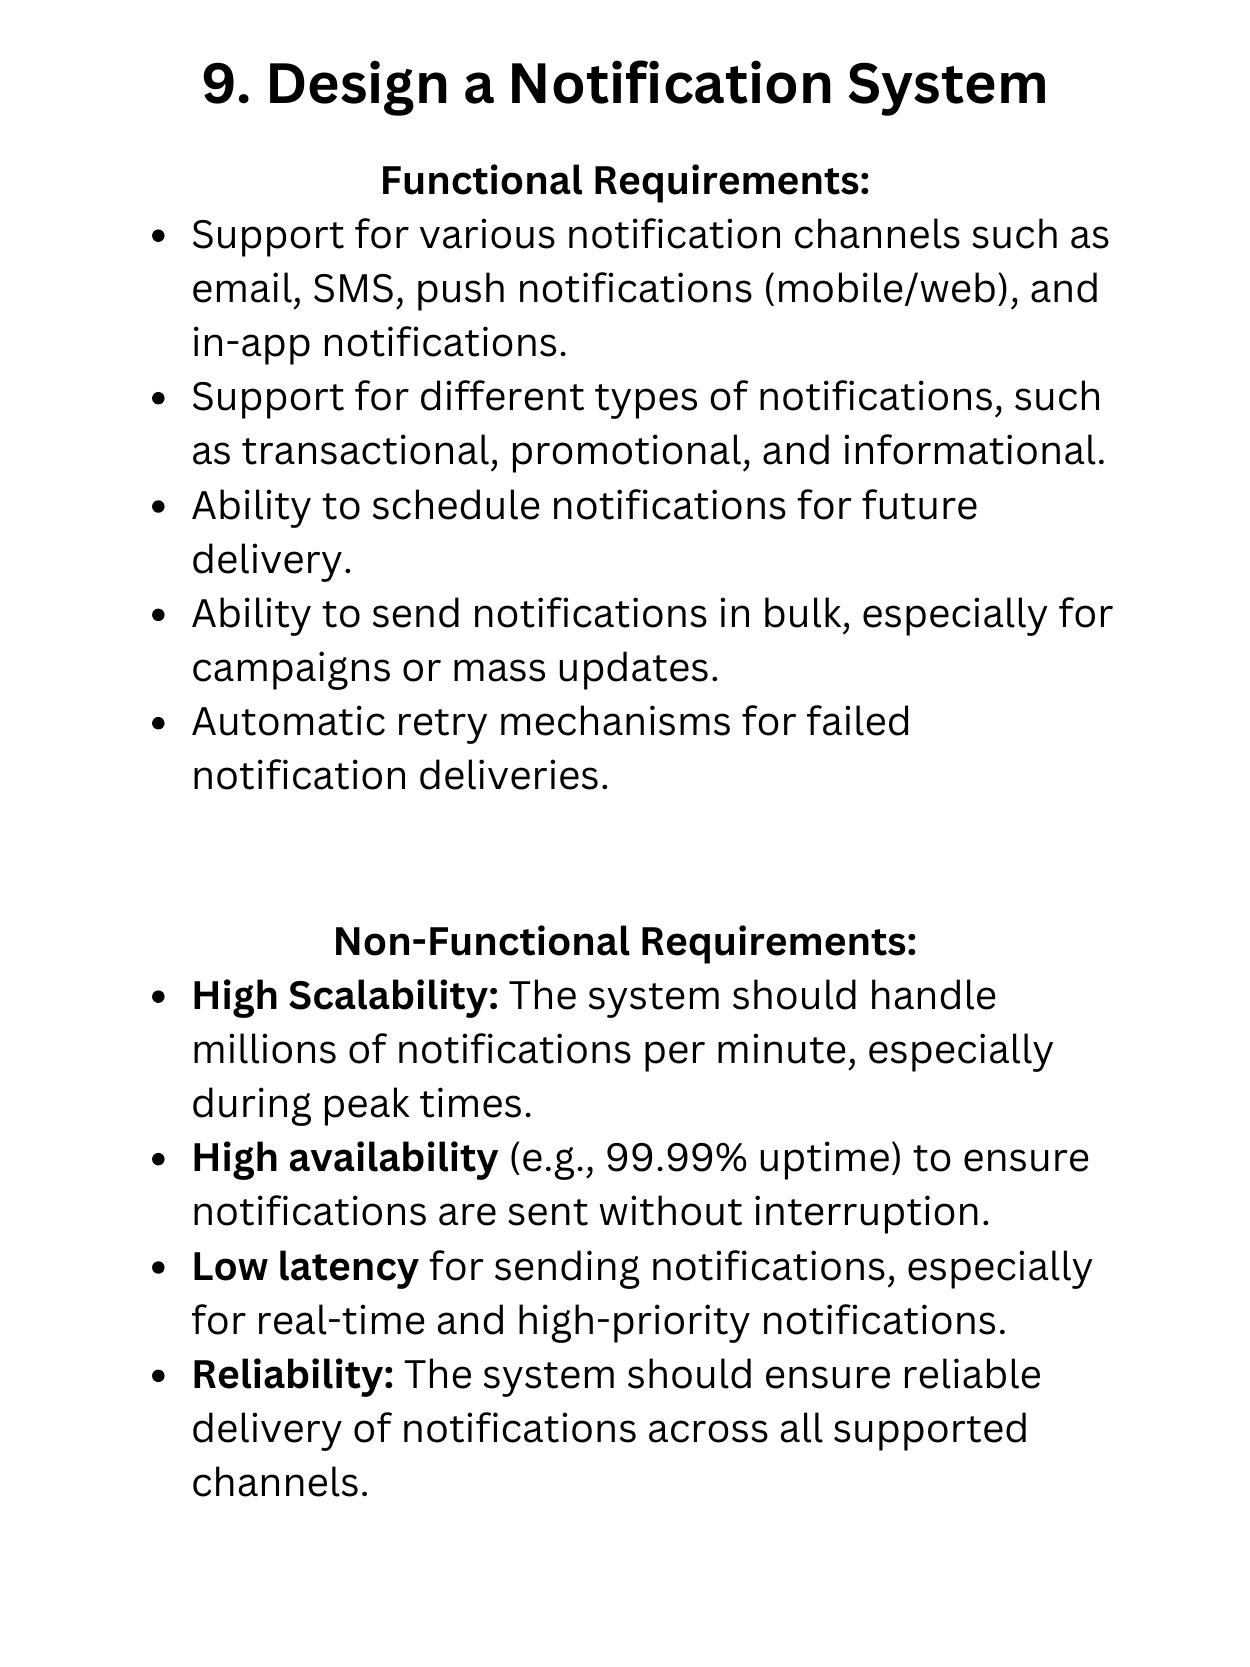 9. Design a Notification System
Functional Requirements:
• Support for various notification channels such as
email, SMS, push notifications (mobile/web), and
in-app notifications.
• Support for different types of notifications, such
as transactional, promotional, and informational.
• Ability to schedule notifications for future
delivery.
• Ability to send notifications in bulk, especially for
campaigns or mass updates.
• Automatic retry mechanisms for failed
notification deliveries.
Non-Functional Requirements:
• High Scalability: The system should handle
millions of notifications per minute, especially
during peak times.
• High availability (e.g., 99.99% uptime) to ensure
notifications are sent without interruption.
• Low latency for sending notifications, especially
for real-time and high-priority notifications.
• Reliability: The system should ensure reliable
delivery of notifications across all supported
channels.